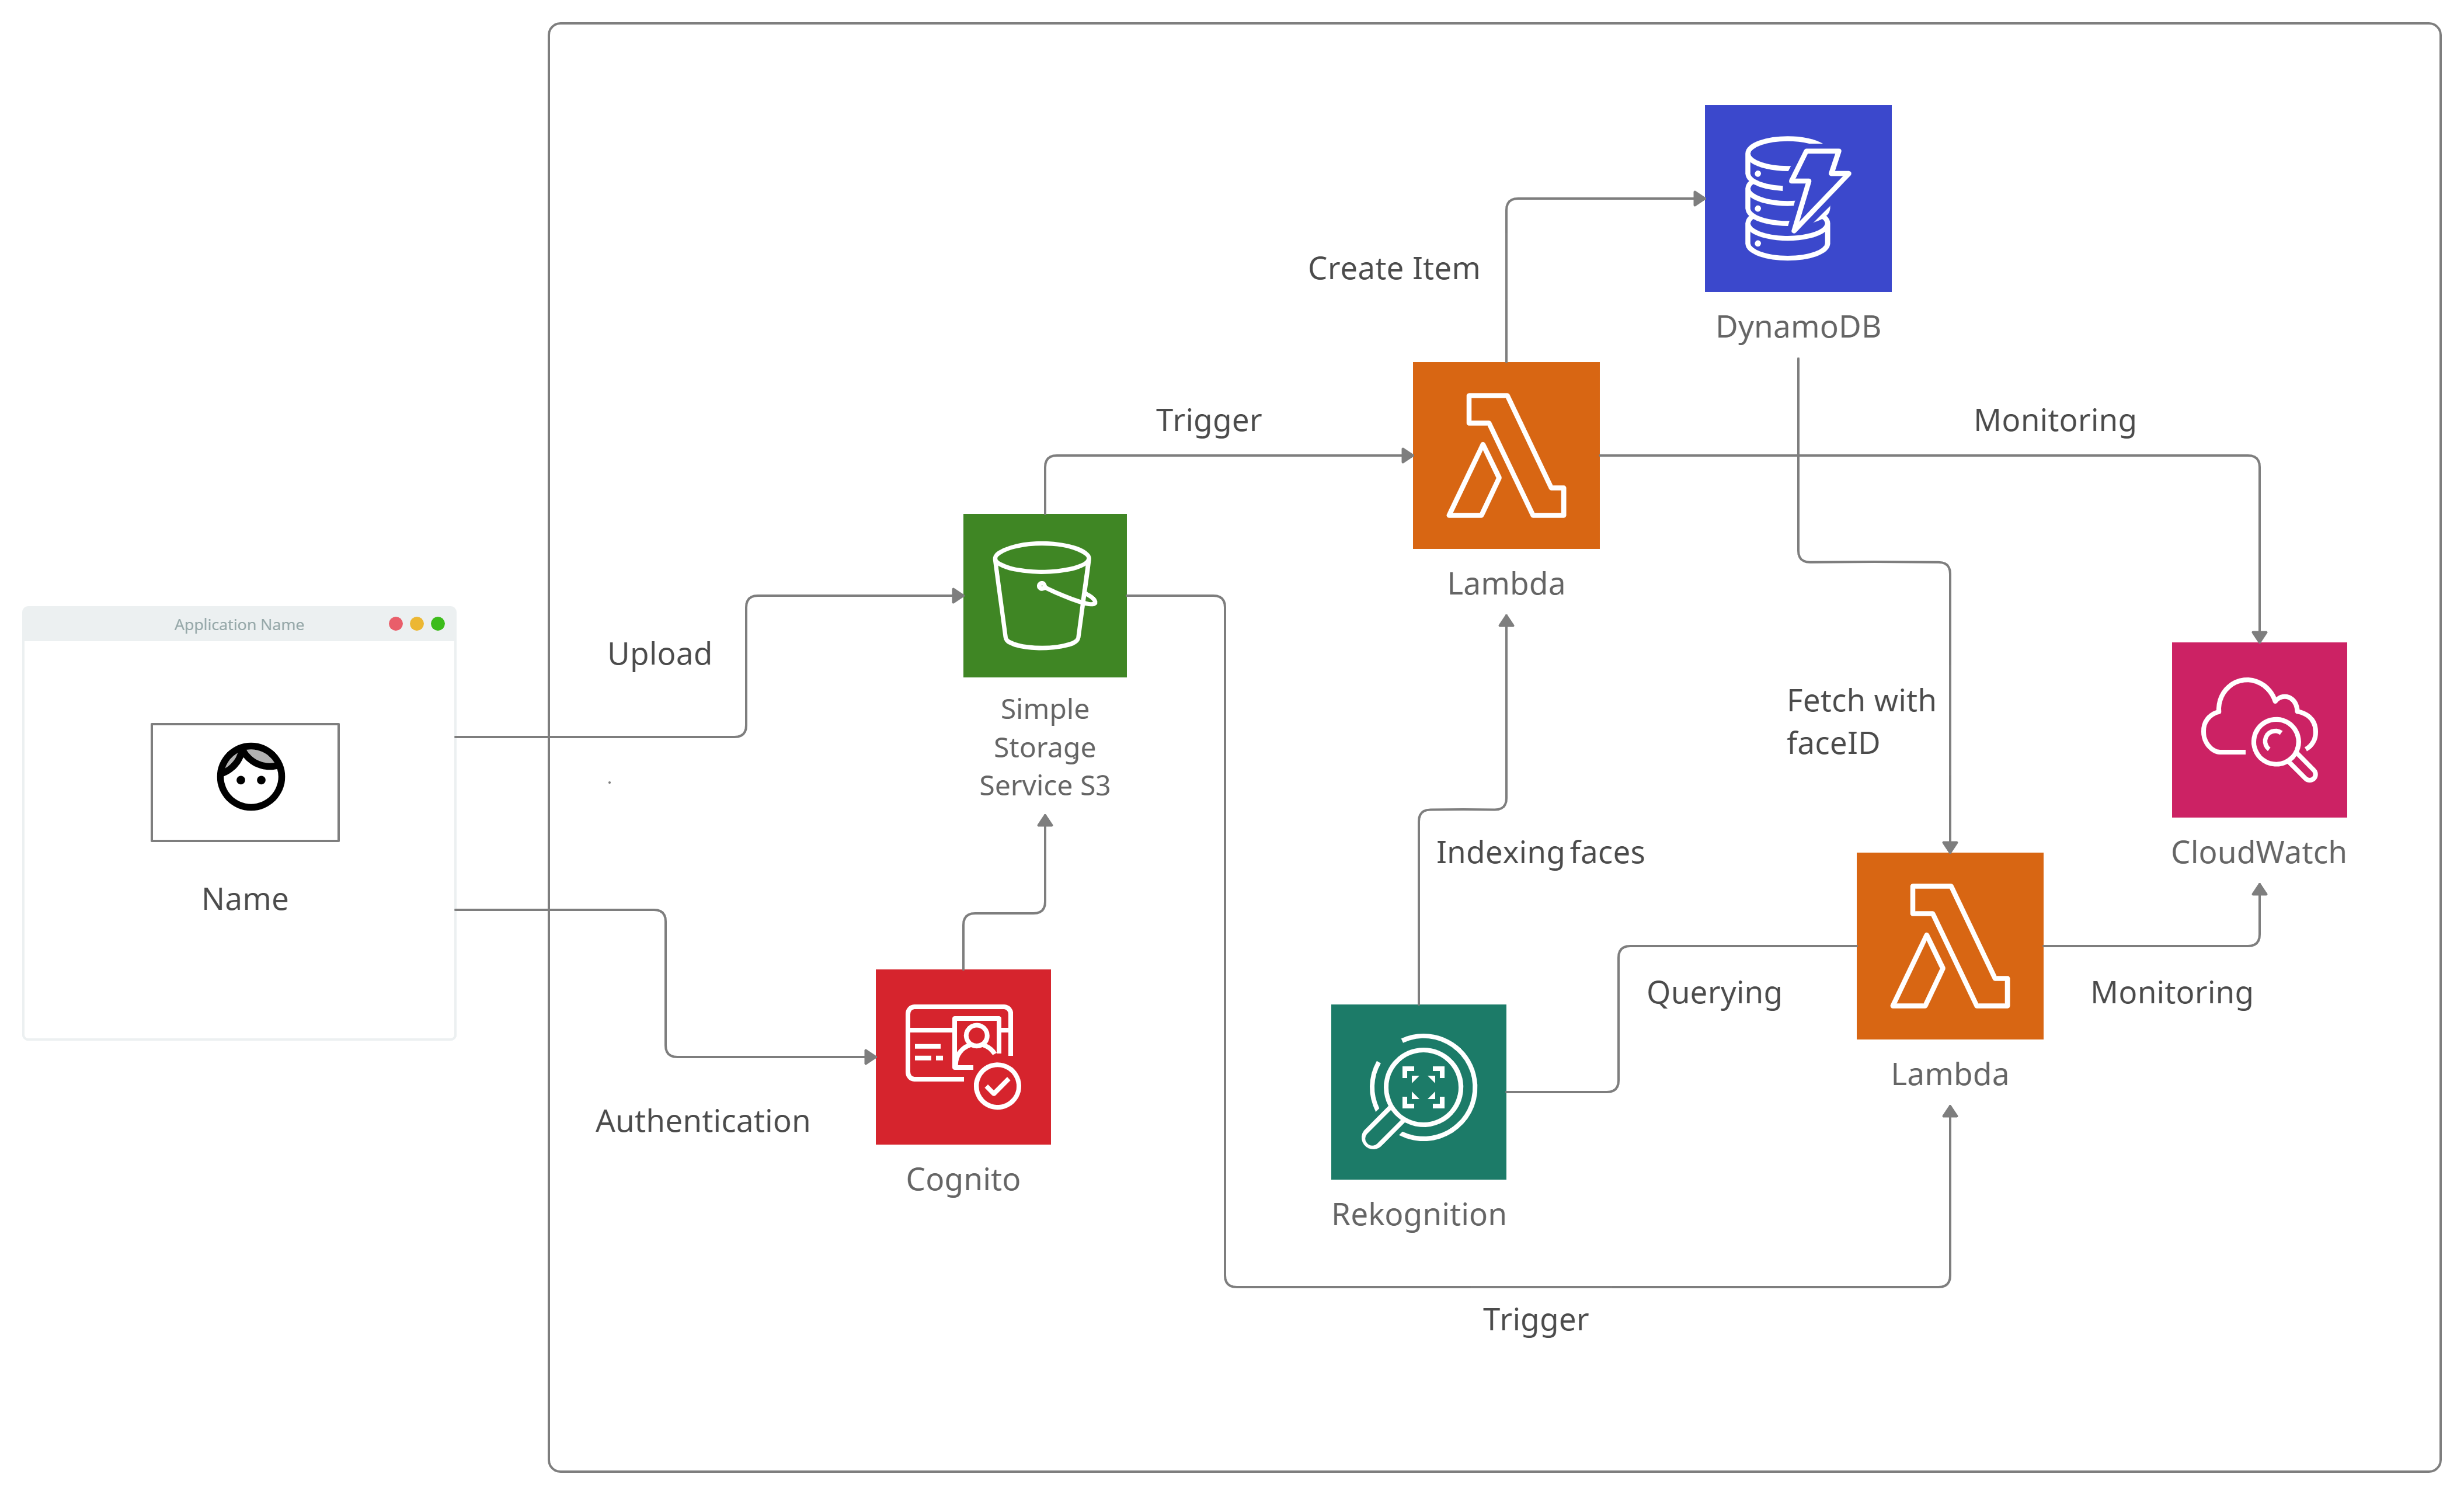 Application Name
Name
Upload
Authentication
Simple
Storage
Service S3
Cognito
Trigger
Create Item
DynamoDB
Lambda
Monitoring
Fetch with
faceID
Indexing faces
Querying
Rekognition
Lambda
Monitoring
CloudWatch
Trigger